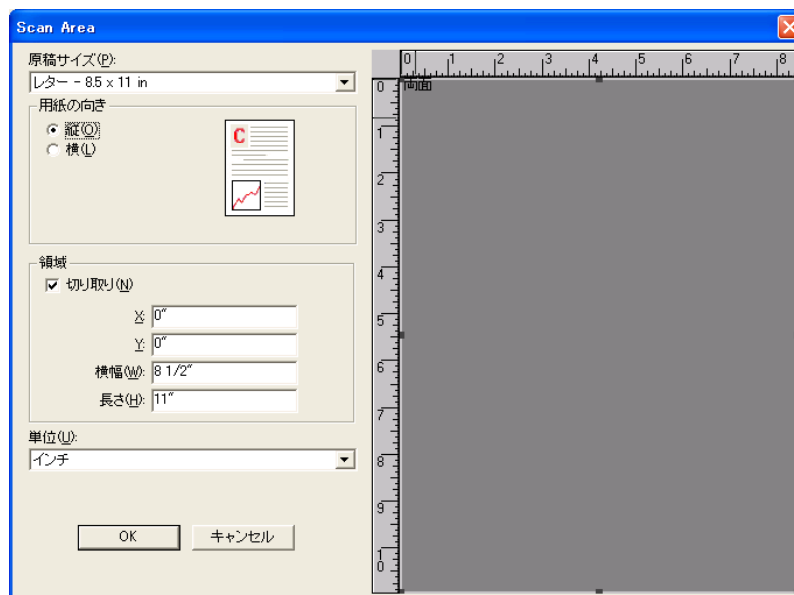 Scan Area
原稿サイズ(P):
レター - 8.5 x 11 in
用紙の向き
縦(O)
横(L)
C
領域
切り取り(N)
X: 0"
Y: 0"
横幅(W): 8 1/2"
長さ(H): 11"
単位(U):
インチ
OK
キャンセル
0 1 2 3 4 5 6 7 8
両面
0
1
2
3
4
5
6
7
8
9
10